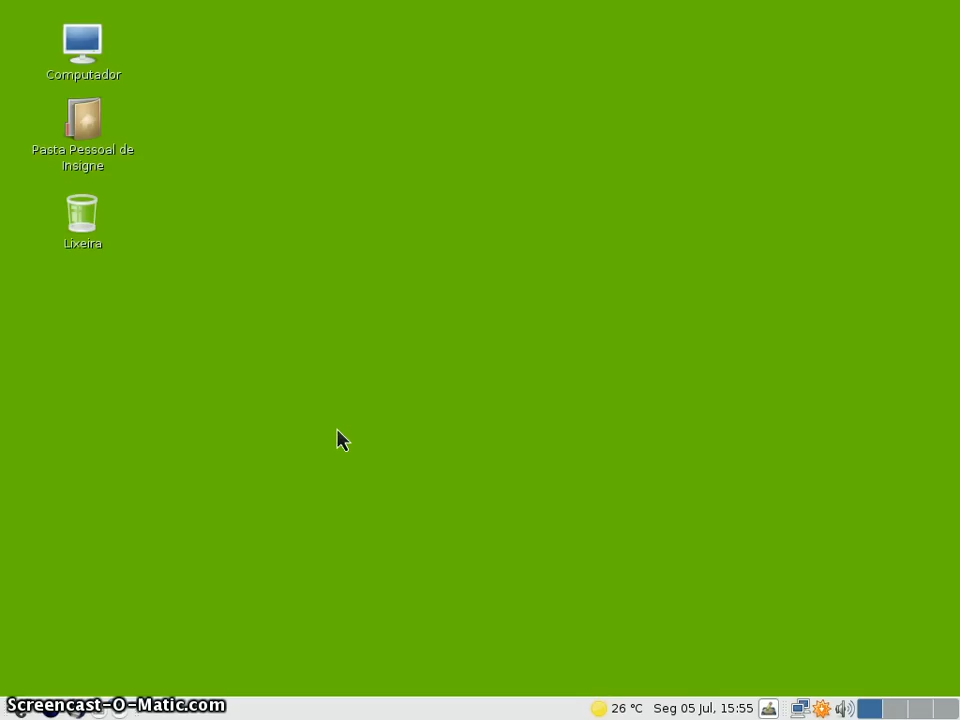 Computador
Pasta Pessoal de
Insigne
Lixeira
Screencast-O-Matic.com
26 °C Seg 05 Jul, 15:55